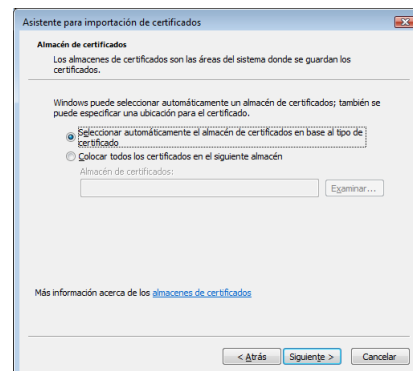 Asistente para importación de certificados
Almacén de certificados
Los almacenes de certificados son las áreas del sistema donde se guardan los
certificados.
Windows puede seleccionar automáticamente un almacén de certificados; también se
puede especificar una ubicación para el certificado.
Seleccionar automáticamente el almacén de certificados en base al tipo de
certificado
Colocar todos los certificados en el siguiente almacén
Almacén de certificados:
Examinar...
Más información acerca de los almacenes de certificados
< Atrás Siguiente > Cancelar